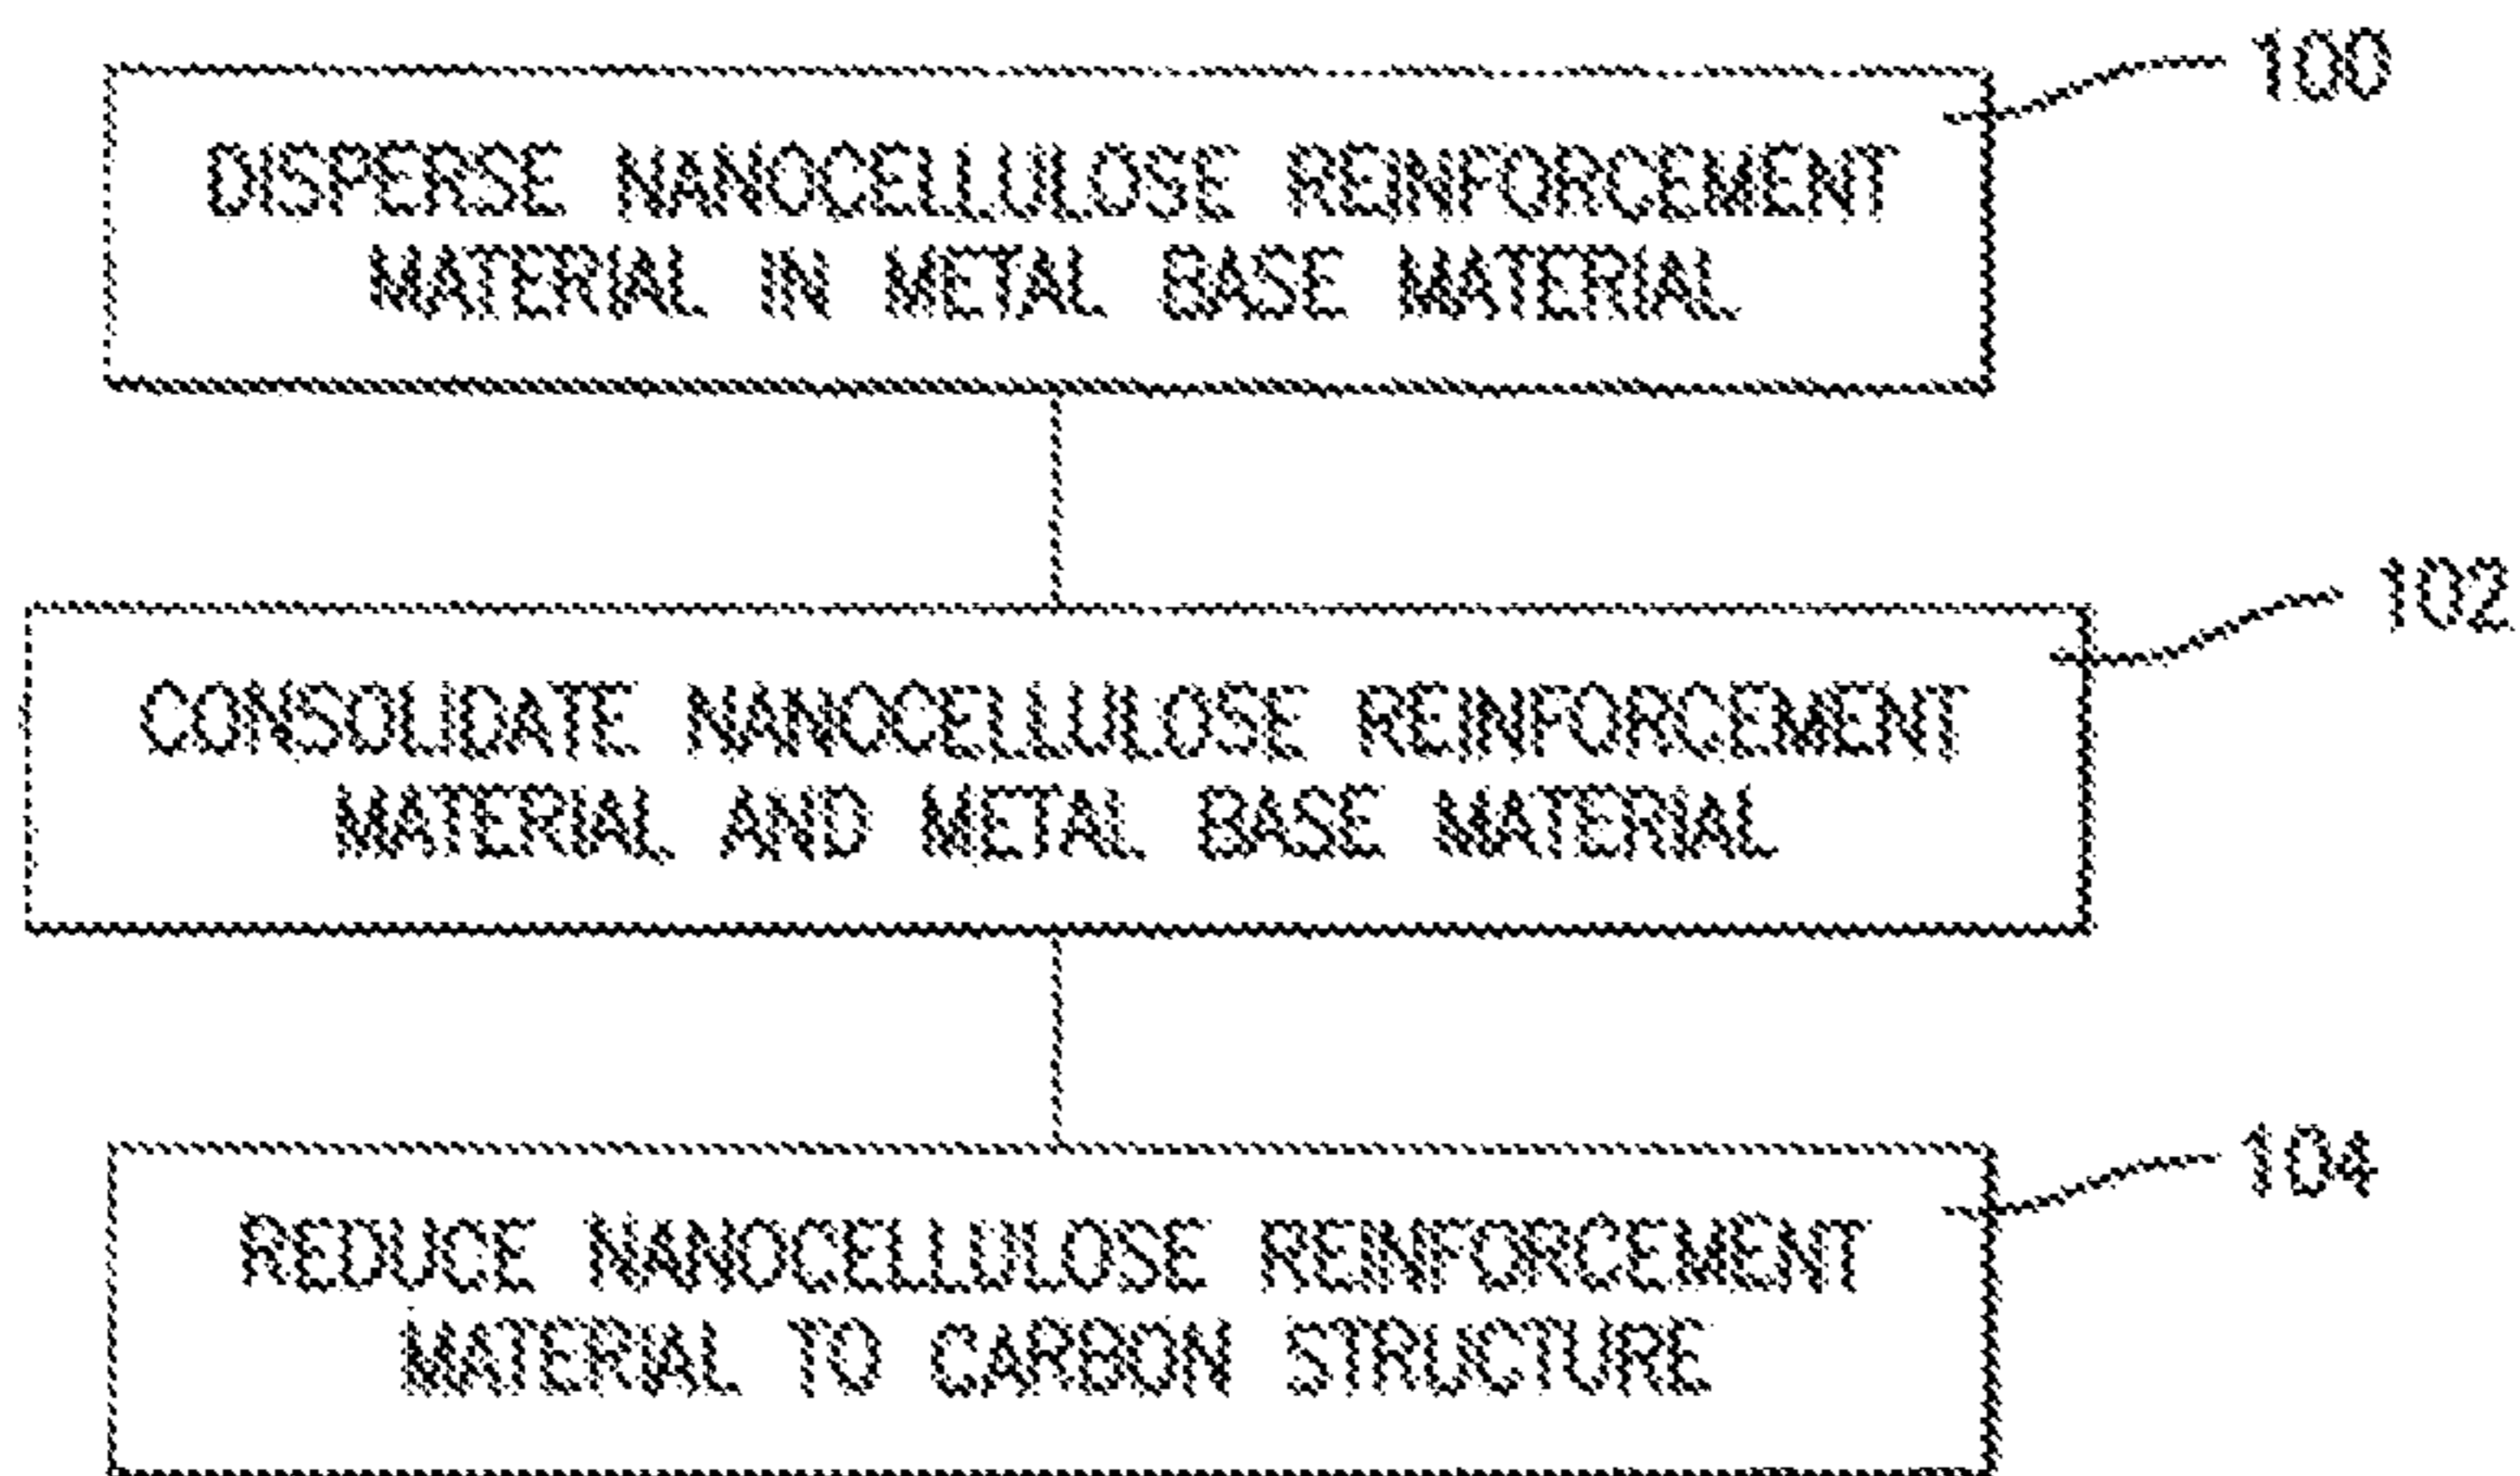 100
DISPERSE NANOCELLULOSE REINFORCEMENT
MATERIAL IN METAL BASE MATERIAL
102
CONSOLIDATE NANOCELLULOSE REINFORCEMENT
MATERIAL AND METAL BASE MATERIAL
104
REDUCE NANOCELLULOSE REINFORCEMENT
MATERIAL TO CARBON STRUCTURE